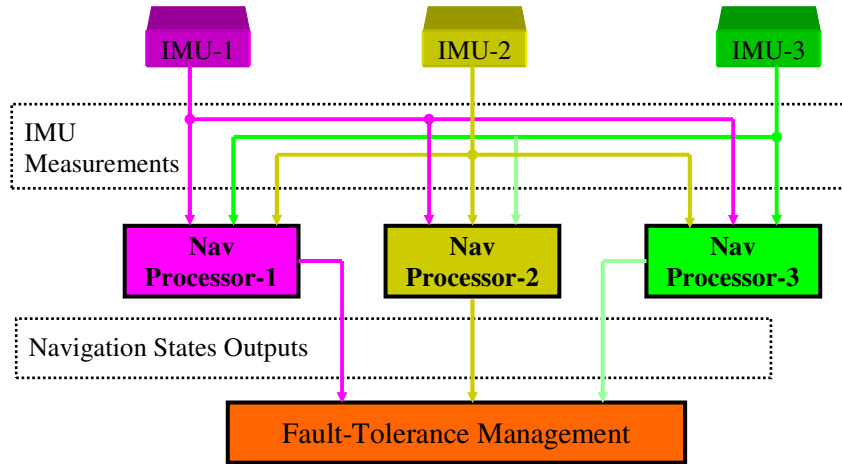 IMU-1
IMU-2
IMU-3
IMU
Measurements
Nav
Processor-1
Nav
Processor-2
Nav
Processor-3
Navigation States Outputs
Fault-Tolerance Management